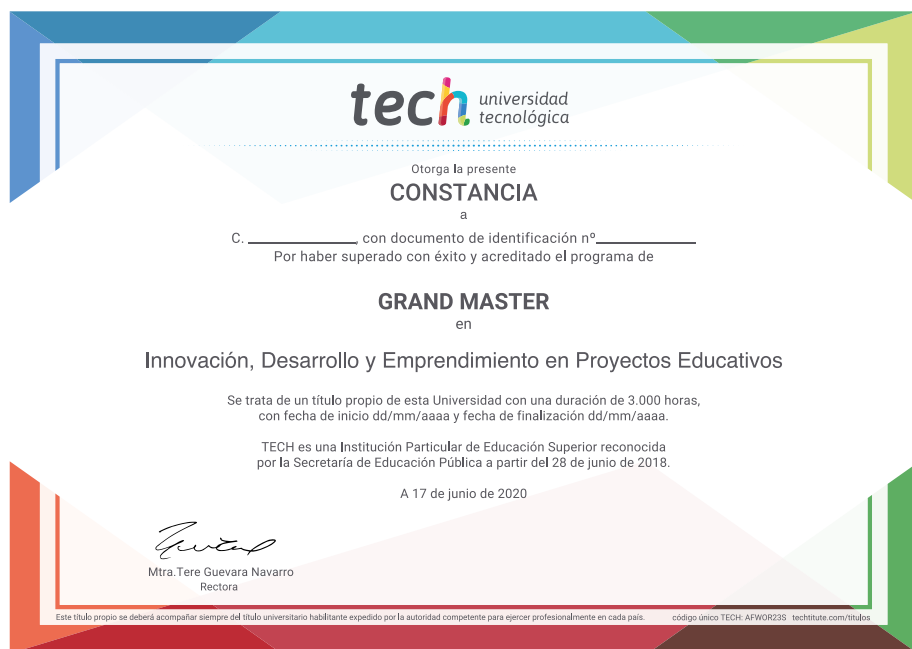 tech universidad
tecnológica
Otorga la presente
CONSTANCIA
a
C. ____________, con documento de identificación nº____________
Por haber superado con éxito y acreditado el programa de
GRAND MASTER
en
Innovación, Desarrollo y Emprendimiento en Proyectos Educativos
Se trata de un título propio de esta Universidad con una duración de 3.000 horas,
con fecha de inicio dd/mm/aaaa y fecha de finalización dd/mm/aaaa.
TECH es una Institución Particular de Educación Superior reconocida
por la Secretaría de Educación Pública a partir del 28 de junio de 2018.
A 17 de junio de 2020
Mtra.Tere Guevara Navarro
Rectora
Este título propio se deberá acompañar siempre del título universitario habilitante expedido por la autoridad competente para ejercer profesionalmente en cada país. código único TECH: AFWOR23S techtitute.com/titulos